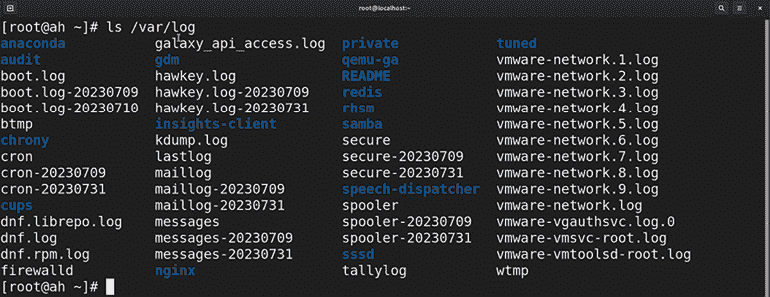 root@localhost:~
[root@ah ~]# ls /var/log
anaconda galaxy_api_access.log private tuned
audit gdm qemu-ga vmware-network.1.log
boot.log hawkey.log README vmware-network.2.log
boot.log-20230709 hawkey.log-20230709 redis vmware-network.3.log
boot.log-20230710 hawkey.log-20230731 rhsm vmware-network.4.log
btmp insights-client samba vmware-network.5.log
chrony kdump.log secure vmware-network.6.log
cron lastlog secure-20230709 vmware-network.7.log
cron-20230709 maillog secure-20230731 vmware-network.8.log
cron-20230731 maillog-20230709 speech-dispatcher vmware-network.9.log
cups maillog-20230731 spooler vmware-network.log
dnf.librepo.log messages spooler-20230709 vmware-vgauthsvc.log.0
dnf.log messages-20230709 spooler-20230731 vmware-vmsvc-root.log
dnf.rpm.log messages-20230731 sssd vmware-vmtoolsd-root.log
firewalld nginx tallylog wtmp
[root@ah ~]#